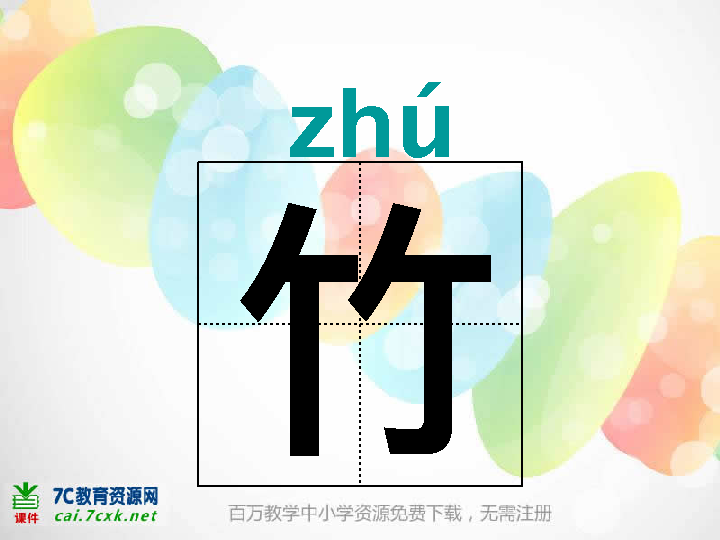 zhú
竹
7C教育资源网
课件
cai.7cxk.net
百万教学中小学资源免费下载，无需注册